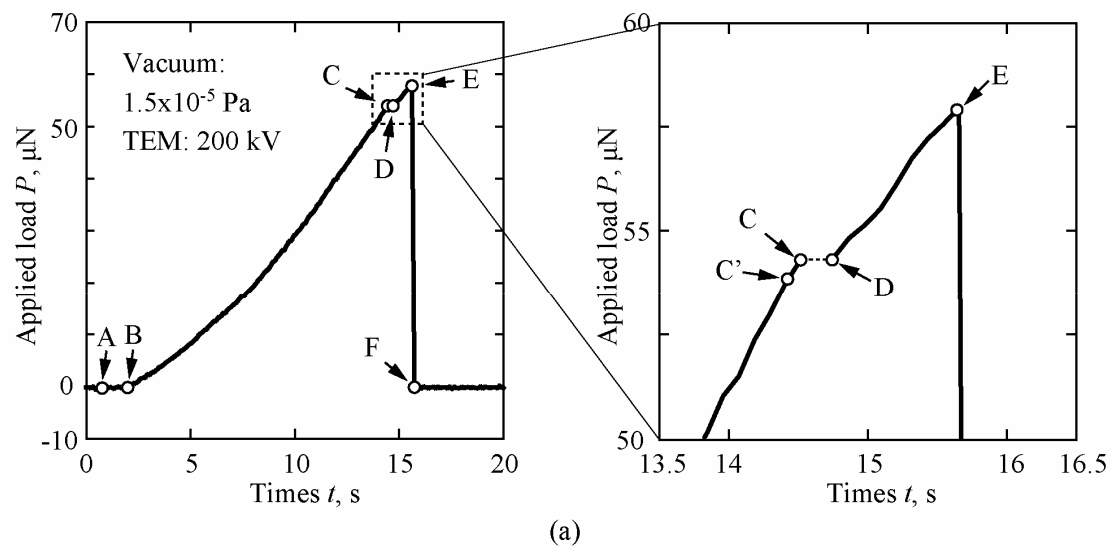 70
60
Vacuum:
1.5x10-5 Pa
TEM: 200 kV
C
E
50
D
Applied load P, μN
A
B
F
0
-10
0
5
10
15
20
Times t, s
E
C
55
C’
D
Applied load P, μN
50
13.5
14
15
16
16.5
Times t, s
(a)